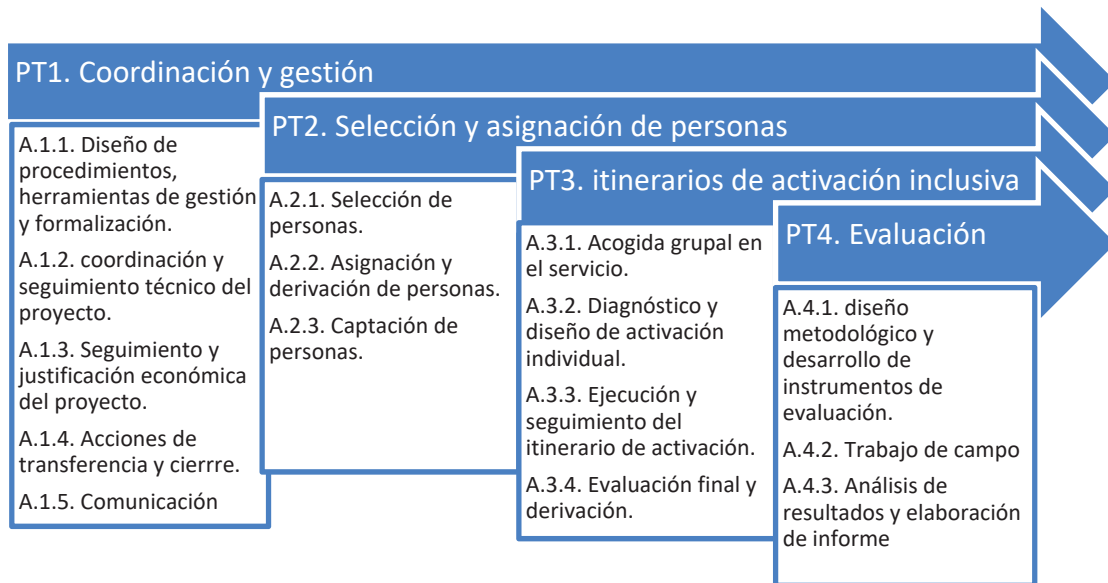 PT1. Coordinación y gestión
A.1.1. Diseño de
procedimientos,
herramientas de gestión
y formalización.
A.1.2. coordinación y
seguimiento técnico del
proyecto.
A.1.3. Seguimiento y
justificación económica
del proyecto.
A.1.4. Acciones de
transferencia y cierrre.
A.1.5. Comunicación
PT2. Selección y asignación de personas
A.2.1. Selección de
personas.
A.2.2. Asignación y
derivación de personas.
A.2.3. Captación de
personas.
PT3. itinerarios de activación inclusiva
A.3.1. Acogida grupal en
el servicio.
A.3.2. Diagnóstico y
diseño de activación
individual.
A.3.3. Ejecución y
seguimiento del
itinerario de activación.
A.3.4. Evaluación final y
derivación.
PT4. Evaluación
A.4.1. diseño
metodológico y
desarrollo de
instrumentos de
evaluación.
A.4.2. Trabajo de campo
A.4.3. Análisis de
resultados y elaboración
de informe